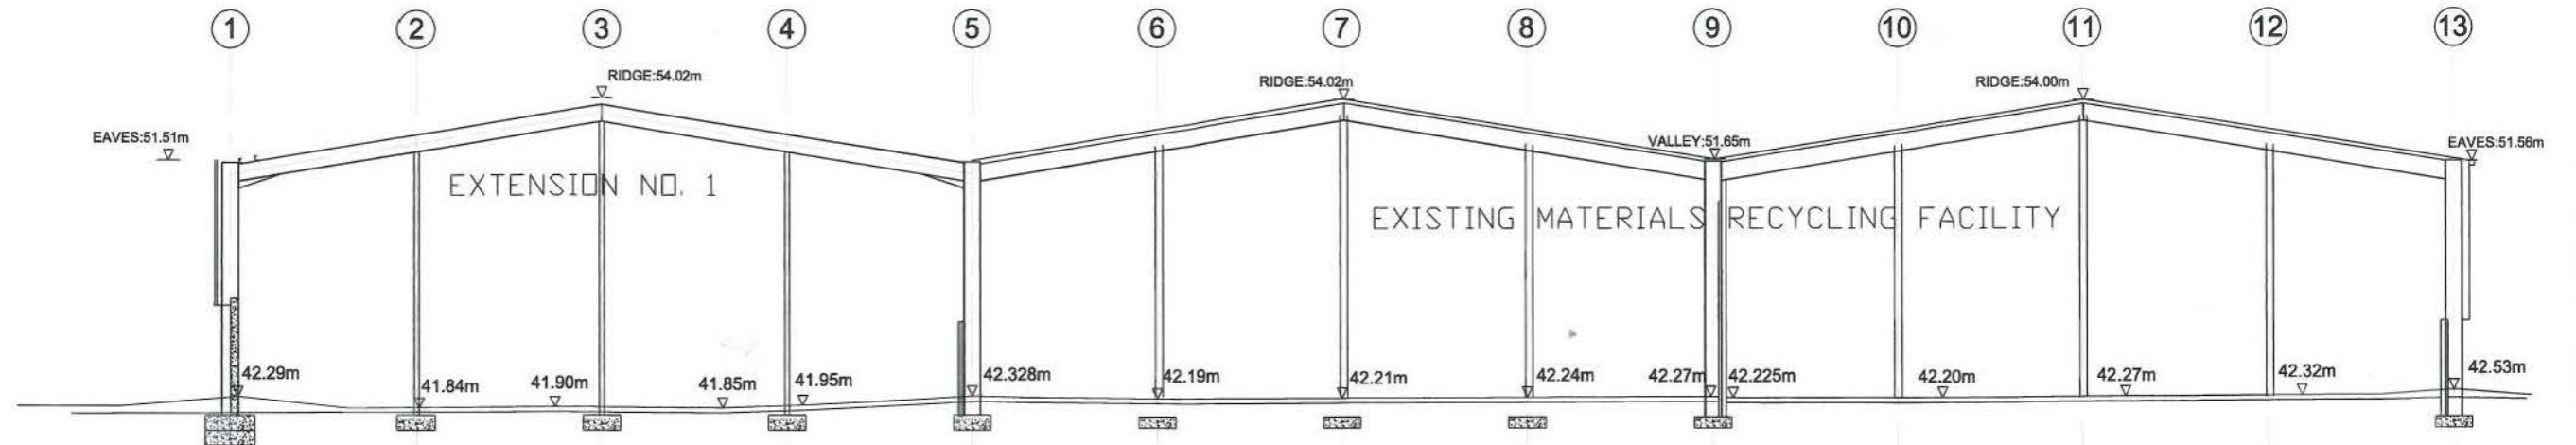 1 2 3 4 5 6 7 8 9 10 11 12 13
RIDGE:54.02m RIDGE:54.02m RIDGE:54.00m
EAVES:51.51m VALLEY:51.65m EAVES:51.56m
EXTENSION NO. 1
EXISTING MATERIALS RECYCLING FACILITY
42.29m 41.84m 41.90m 41.85m 41.95m 42.328m 42.19m 42.21m 42.24m 42.27m 42.225m 42.20m 42.27m 42.32m 42.53m